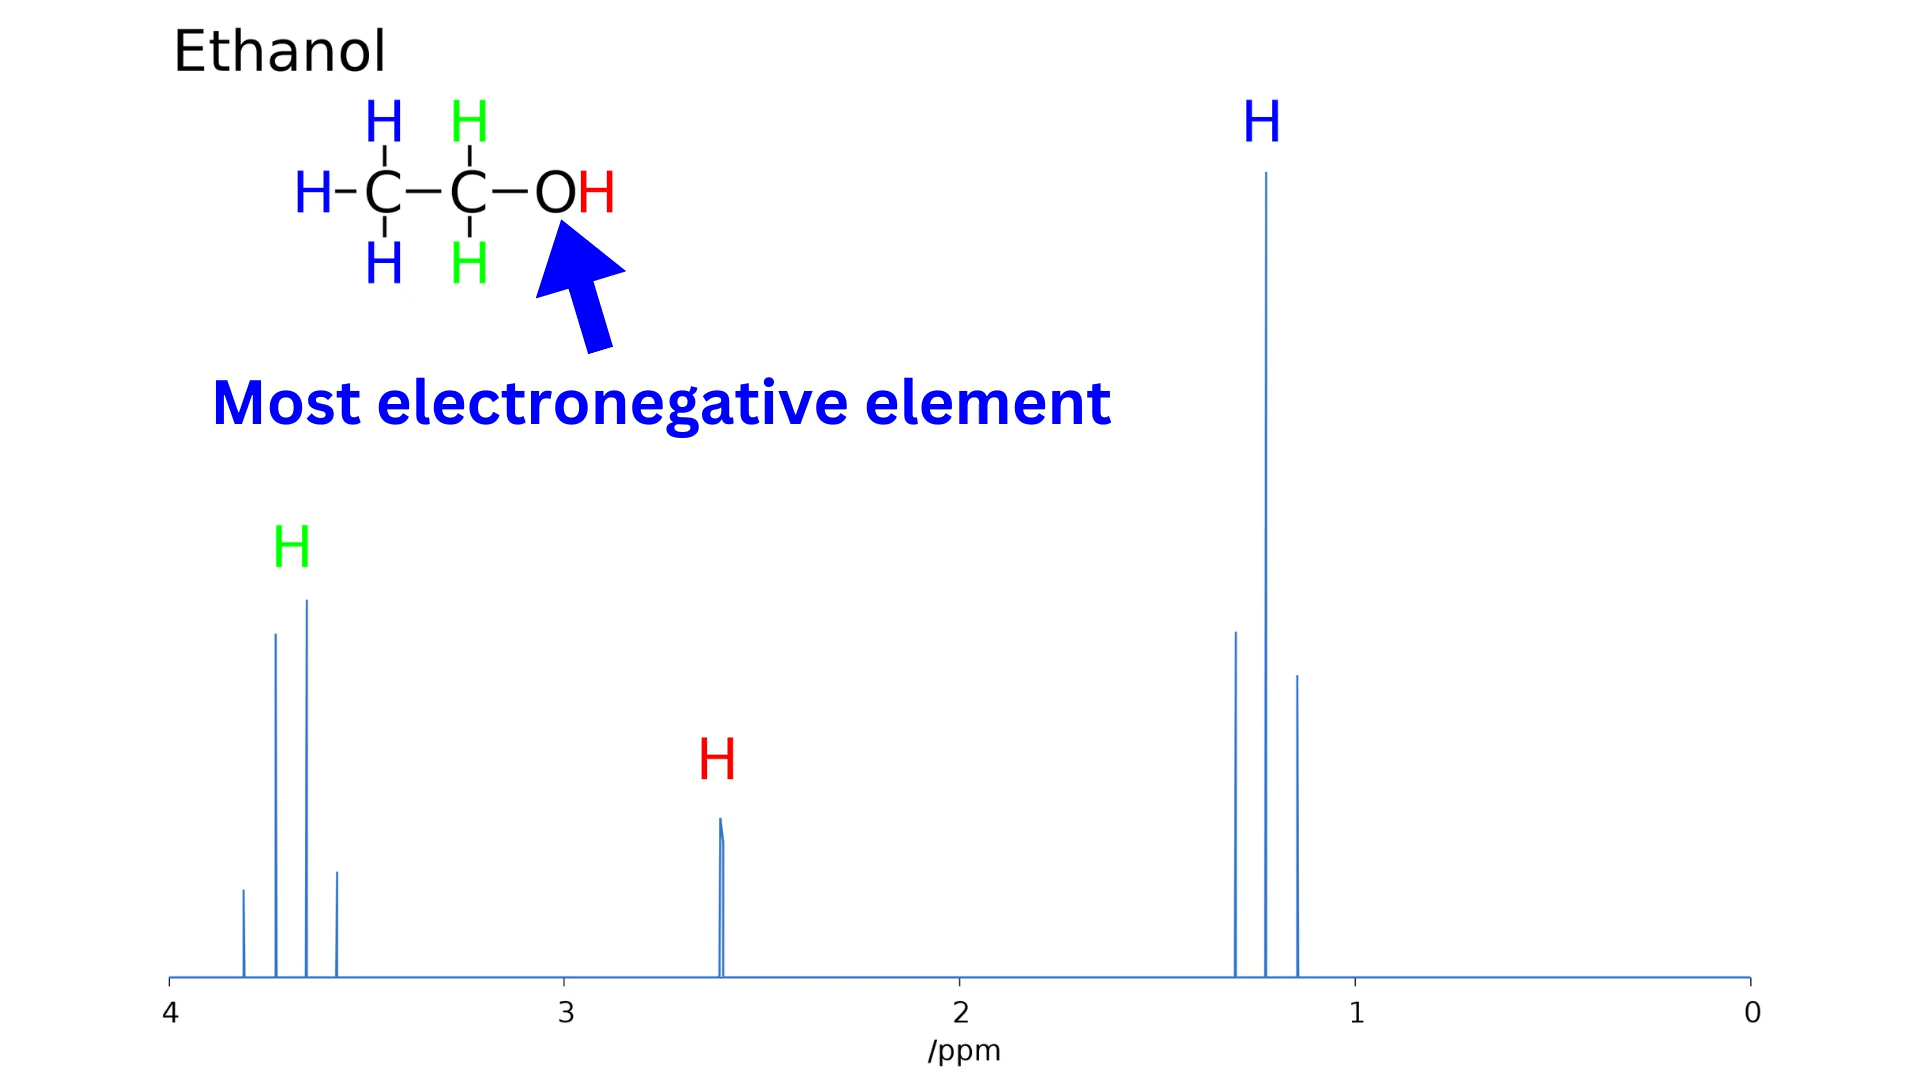 Ethanol
H H H
H-C-C-OH
H H
Most electronegative element
H
H
4 3 2 1 0
/ppm